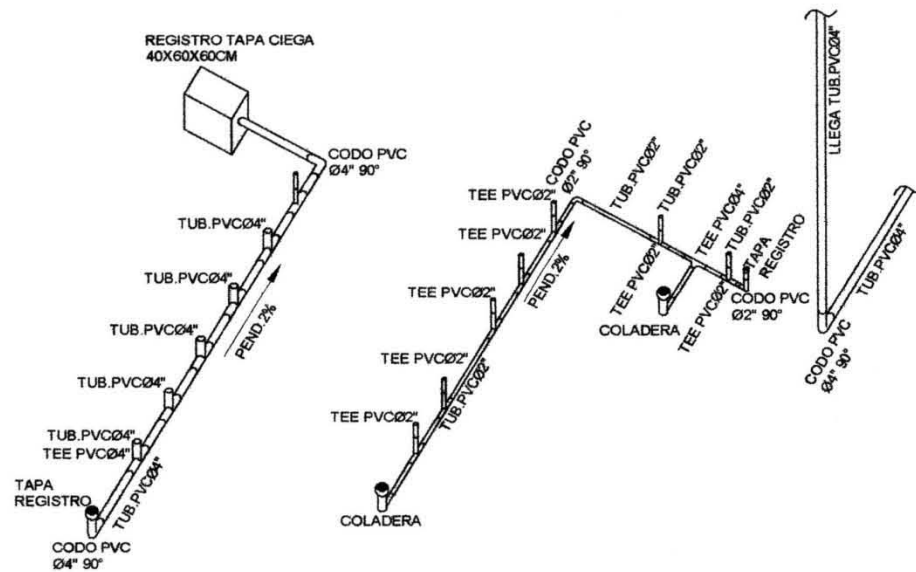 REGISTRO TAPA CIEGA
40X60X60CM
CODO PVC
Ø4" 90°
TUB.PVCØ4"
TUB.PVCØ4"
TUB.PVCØ4"
TUB.PVCØ4"
TUB.PVCØ4"
TEE PVCØ4"
PEND.2%
TUB.PVCØ4"
TAPA
REGISTRO
CODO PVC
Ø4" 90°
CODO PVC
Ø2" 90°
TEE PVCØ2"
TEE PVCØ2"
TEE PVCØ2"
TEE PVCØ2"
TEE PVCØ2"
PEND.2%
TUB.PVCØ2"
COLADERA
TUB.PVCØ2"
TUB.PVCØ2"
TEE PVCØ4"
TUB.PVCØ2"
TAPA
REGISTRO
TEE PVCØ2"
TEE PVCØ2"
COLADERA
CODO PVC
Ø2" 90°
LLEGA TUB.PVCØ4"
TUB.PVCØ4"
CODO PVC
Ø4" 90°